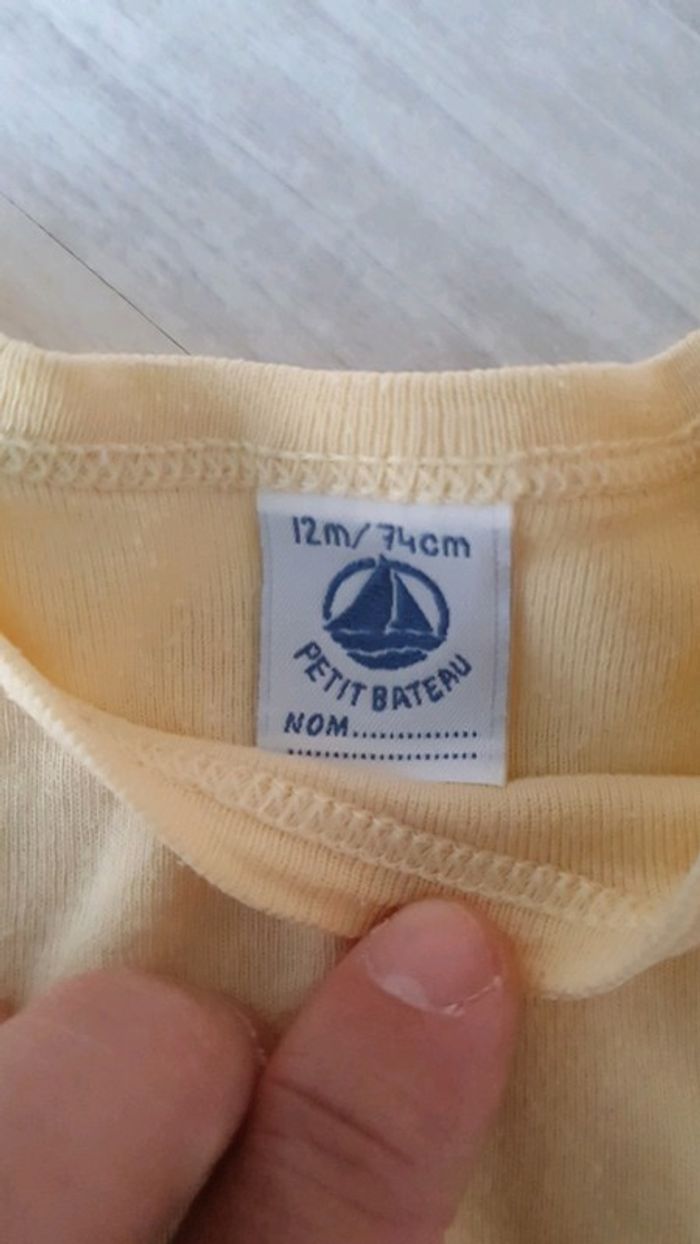 12m/74cm
PETIT BATEAU
NOM..............
.....................